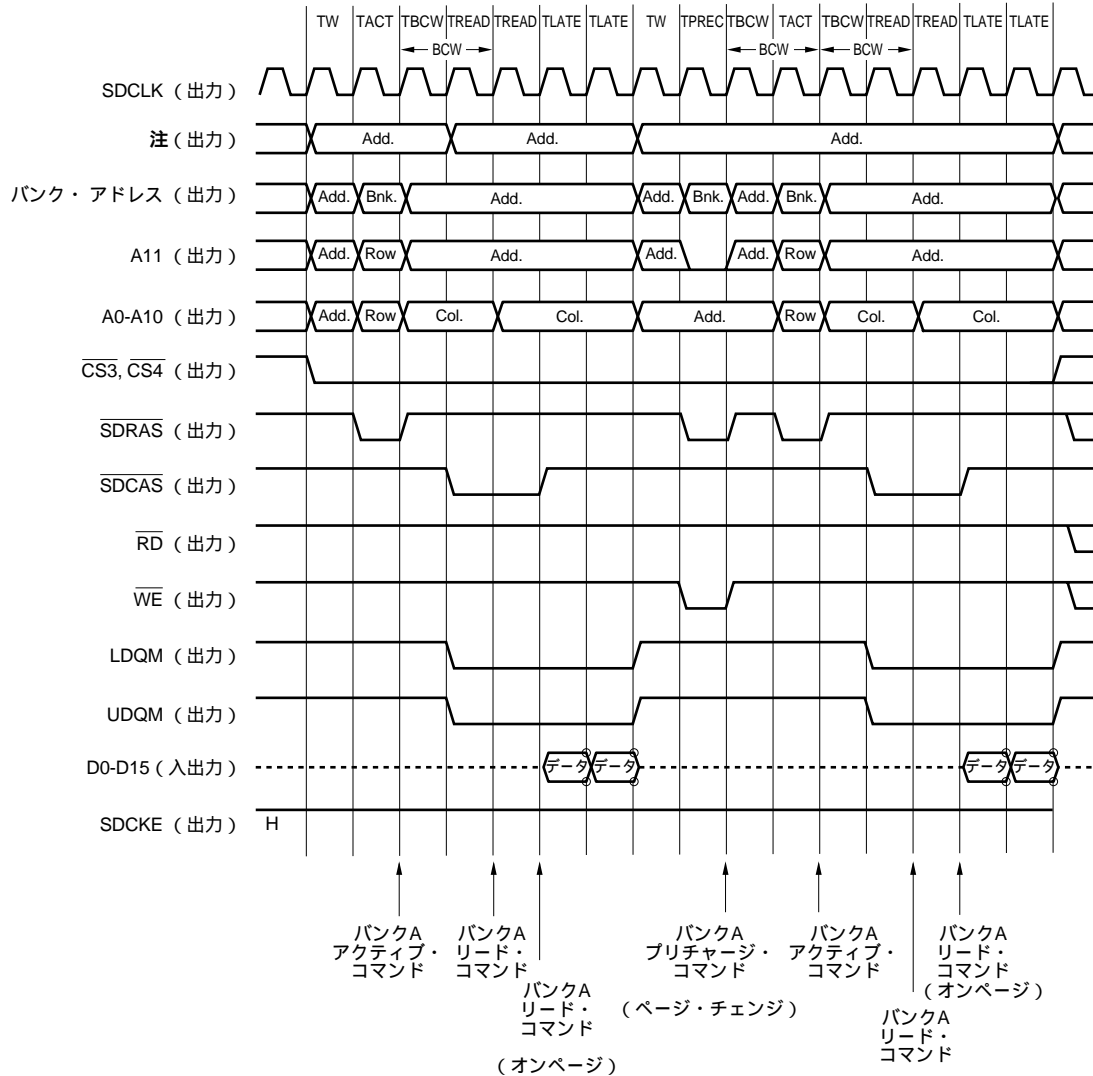 TW TACT TBCW TREAD TREAD TLATE TLATE TW TPREC TBCW TACT TBCW TREAD TREAD TLATE TLATE
BCW BCW BCW
SDCLK （出力）
注（出力） Add. Add. Add.
バンク・アドレス（出力） Add. Bnk. Add. Add. Bnk. Add. Bnk. Add.
A11 （出力） Add. Row Add. Add. Add. Row Add.
A0-A10 （出力） Add. Row Col. Col. Add. Row Col. Col.
CS3, CS4 （出力）
SDRAS （出力）
SDCAS （出力）
RD （出力）
WE （出力）
LDQM （出力）
UDQM （出力）
D0-D15（入出力） データ データ データ データ
SDCKE （出力） H
バンクA
アクティブ・
コマンド
バンクA
リード・
コマンド
バンクA
リード・
コマンド
（オンページ）
バンクA
プリチャージ・
コマンド
（ページ・チェンジ）
バンクA
アクティブ・
コマンド
バンクA
リード・
コマンド
バンクA
リード・
コマンド
（オンページ）